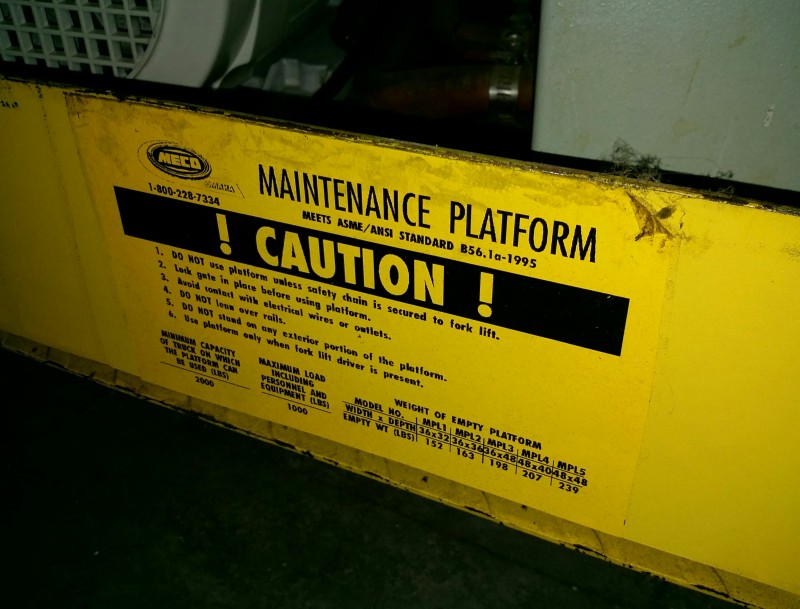 MECO
OMAHA
1-800-228-7334
MAINTENANCE PLATFORM
MEETS ASME/ANSI STANDARD B56.1a-1995
! CAUTION !
1. DO NOT use platform unless safety chain is secured to fork lift.
2. Lock gate in place before using platform.
3. Avoid contact with electrical wires or outlets.
4. DO NOT lean over rails.
5. DO NOT stand on any exterior portion of the platform.
6. Use platform only when fork lift driver is present.
MINIMUM CAPACITY
OF TRUCK ON WHICH
THE PLATFORM CAN
BE USED (LBS)
2000
MAXIMUM LOAD
INCLUDING
PERSONNEL AND
EQUIPMENT (LBS)
1000
WEIGHT OF EMPTY PLATFORM
MODEL NO. MPL1 MPL2 MPL3 MPL4 MPL5
WIDTH x DEPTH 36x32 36x36 36x48 48x40 48x48
EMPTY WT (LBS) 152 163 198 207 239